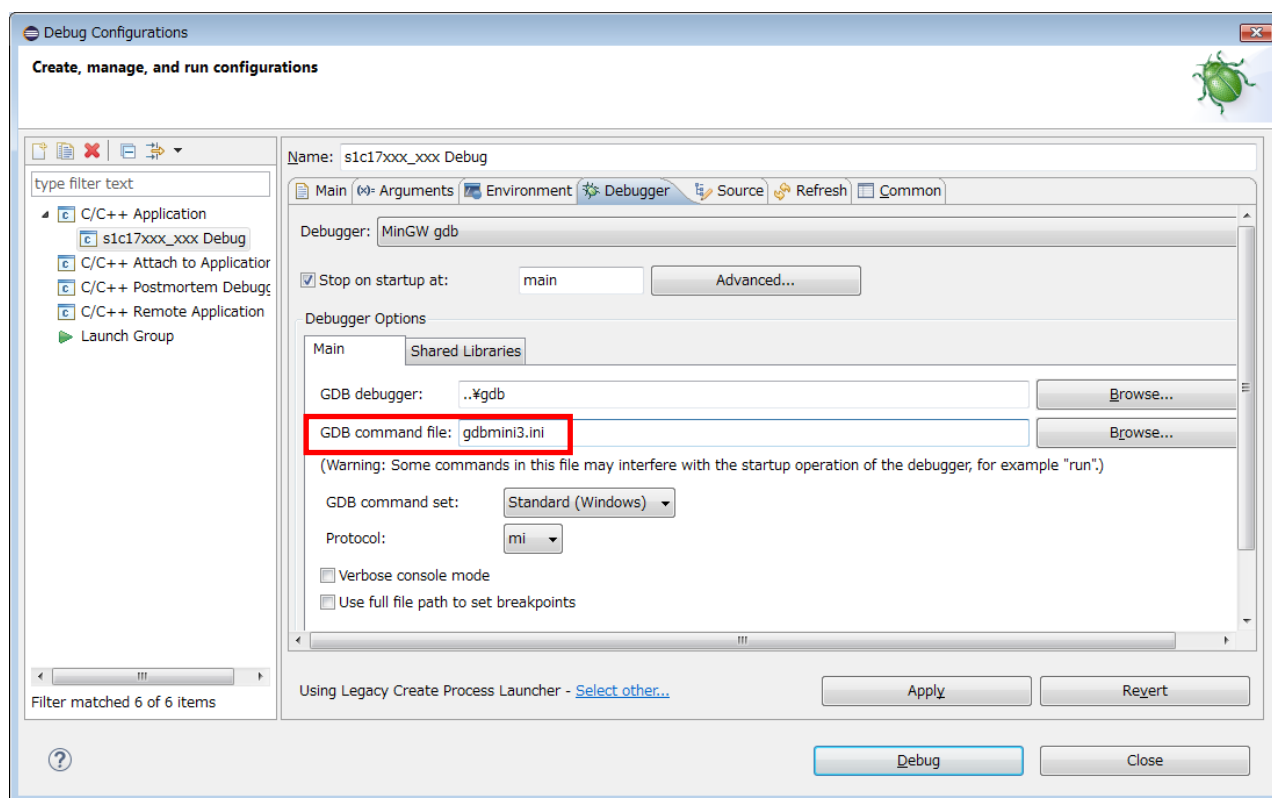 Debug Configurations
Create, manage, and run configurations
type filter text
C/C++ Application
s1c17xxx_xxx Debug
C/C++ Attach to Application
C/C++ Postmortem Debugg
C/C++ Remote Application
Launch Group
Filter matched 6 of 6 items
Name: s1c17xxx_xxx Debug
Main (x)= Arguments Environment Debugger Source Refresh Common
Debugger: MinGW gdb
Stop on startup at: main Advanced...
Debugger Options
Main Shared Libraries
GDB debugger: ..¥gdb Browse...
GDB command file: gdbmini3.ini Browse...
(Warning: Some commands in this file may interfere with the startup operation of the debugger, for example "run".)
GDB command set: Standard (Windows)
Protocol: mi
Verbose console mode
Use full file path to set breakpoints
Using Legacy Create Process Launcher - Select other... Apply Revert
Debug Close